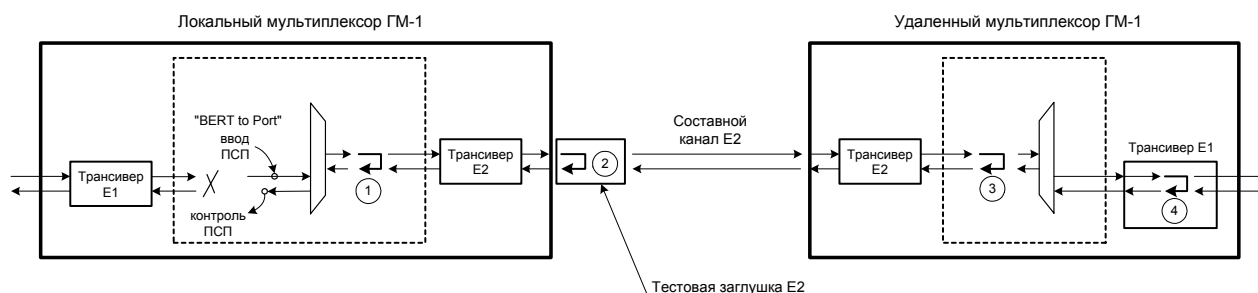 Локальный мультиплексор ГМ-1
Удаленный мультиплексор ГМ-1
"BERT to Port"
ввод
ПСП
Трансивер
E1
контроль
ПСП
1
Трансивер
E2
2
Составной
канал E2
Трансивер
E2
3
Трансивер E1
4
Тестовая заглушка E2